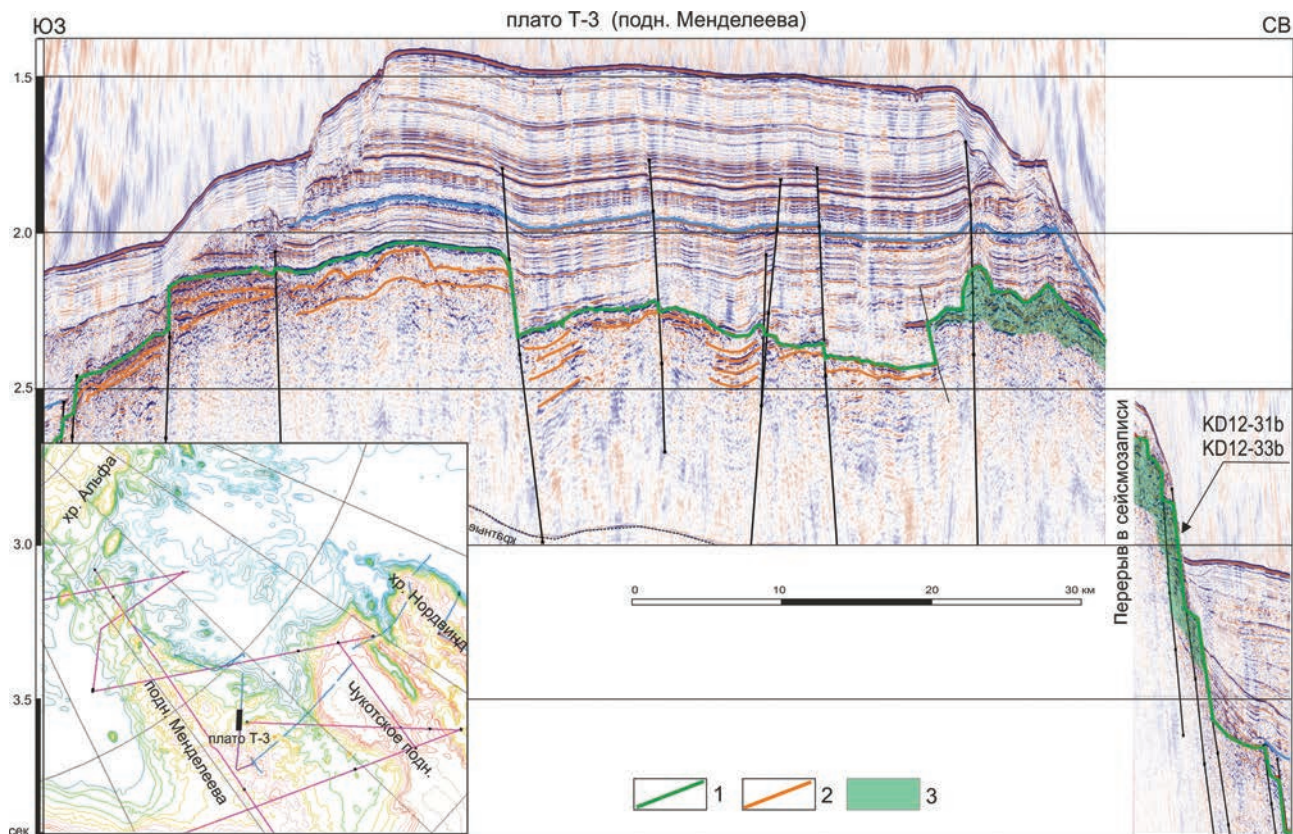 плато Т-3 (подн. Менделеева)
ЮЗ
СВ
1.5
2.0
2.5
3.0
3.5
сек
KD12-31b
KD12-33b
Перерыв в сейсмозаписи
кратные
хр. Альфа
хр. Нордвинд
подн. Менделеева
Чукотское подн.
плато Т-3
0 10 20 30 км
1 2 3